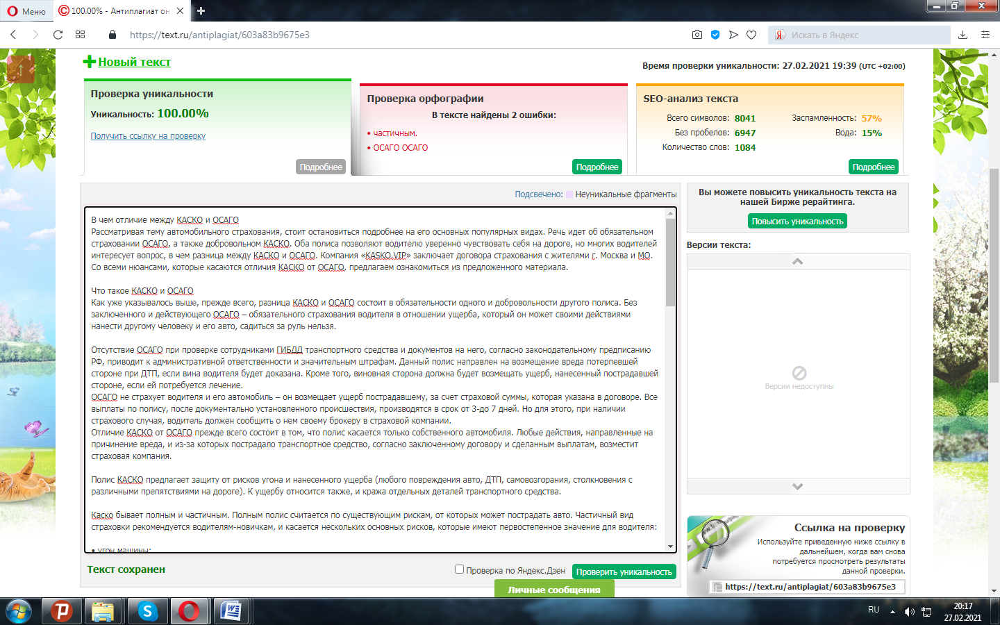 Меню
100.00% - Антиплагиат он
https://text.ru/antiplagiat/603a83b9675e3
Искать в Яндекс
Новый текст
Время проверки уникальности: 27.02.2021 19:39 (UTC +02:00)
Проверка уникальности
Уникальность: 100.00%
Получить ссылку на проверку
Подробнее
Проверка орфографии
В тексте найдены 2 ошибки:
• частичным.
• ОСАГО ОСАГО
Подробнее
SEO-анализ текста
Всего символов: 8041 Заспамленность: 57%
Без пробелов: 6947 Вода: 15%
Количество слов: 1084
Подробнее
Подсвечено: Неуникальные фрагменты
В чем отличие между КАСКО и ОСАГО
Рассматривая тему автомобильного страхования, стоит остановиться подробнее на его основных популярных видах. Речь идет об обязательном
страховании ОСАГО, а также добровольном КАСКО. Оба полиса позволяют водителю уверенно чувствовать себя на дороге, но многих водителей
интересует вопрос, в чем разница между КАСКО и ОСАГО. Компания «KASKO.VIP» заключает договора страхования с жителями г. Москва и МО.
Со всеми нюансами, которые касаются отличия КАСКО от ОСАГО, предлагаем ознакомиться из предложенного материала.
Что такое КАСКО и ОСАГО
Как уже указывалось выше, прежде всего, разница КАСКО и ОСАГО состоит в обязательности одного и добровольности другого полиса. Без
заключенного и действующего ОСАГО – обязательного страхования водителя в отношении ущерба, который он может своими действиями
нанести другому человеку и его авто, садиться за руль нельзя.
Отсутствие ОСАГО при проверке сотрудниками ГИБДД транспортного средства и документов на него, согласно законодательному предписанию
РФ, приводит к административной ответственности и значительным штрафам. Данный полис направлен на возмещение вреда потерпевшей
стороне при ДТП, если вина водителя будет доказана. Кроме того, виновная сторона должна будет возмещать ущерб, нанесенный пострадавшей
стороне, если ей потребуется лечение.
ОСАГО не страхует водителя и его автомобиль – он возмещает ущерб пострадавшему, за счет страховой суммы, которая указана в договоре. Все
выплаты по полису, после документально установленного происшествия, производятся в срок от 3-до 7 дней. Но для этого, при наличии
страхового случая, водитель должен сообщить о нем своему брокеру в страховой компании.
Отличие КАСКО от ОСАГО прежде всего состоит в том, что полис касается только собственного автомобиля. Любые действия, направленные на
причинение вреда, и из-за которых пострадало транспортное средство, согласно заключенному договору и сделанным выплатам, возместит
страховая компания.
Полис КАСКО предлагает защиту от рисков угона и нанесенного ущерба (любого повреждения авто, ДТП, самовозгорания, столкновения с
различными препятствиями на дороге). К ущербу относится также, и кража отдельных деталей транспортного средства.
Каско бывает полным и частичным. Полным полис считается по существующим рискам, от которых может пострадать авто. Частичный вид
страховки рекомендуется водителям-новичкам, и касается нескольких основных рисков, которые имеют первостепенное значение для водителя:
• угон машины;
Текст сохранен
Проверка по Яндекс.Дзен
Проверить уникальность
Личные сообщения
Вы можете повысить уникальность текста на
нашей Бирже рерайтинга.
Повысить уникальность
Версии текста:
Версии недоступны
Ссылка на проверку
Используйте приведенную ниже ссылку в
дальнейшем, когда вам снова
потребуется просмотреть результаты
данной проверки.
https://text.ru/antiplagiat/603a83b9675e3
RU
20:17
27.02.2021